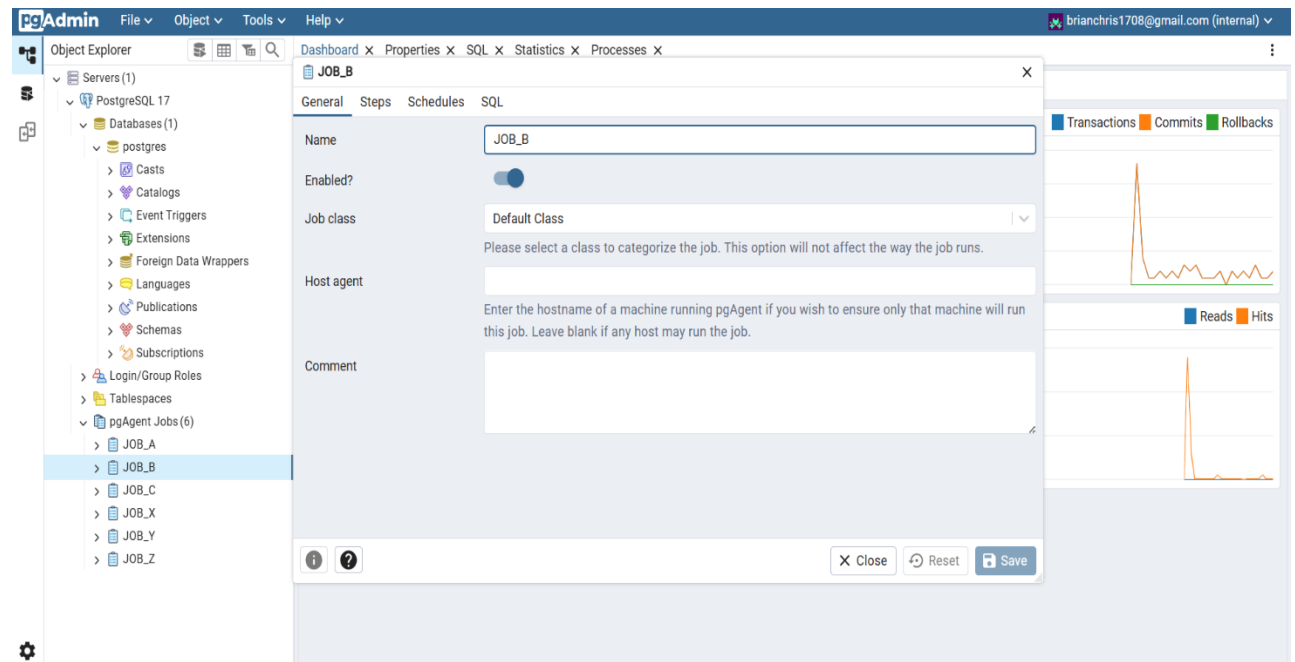 pgAdmin File Object Tools Help brianchris1708@gmail.com (internal)
Object Explorer
Dashboard Properties SQL Statistics Processes
Servers (1)
PostgreSQL 17
Databases (1)
postgres
Casts
Catalogs
Event Triggers
Extensions
Foreign Data Wrappers
Languages
Publications
Schemas
Subscriptions
Login/Group Roles
Tablespaces
pgAgent Jobs (6)
JOB_A
JOB_B
JOB_C
JOB_X
JOB_Y
JOB_Z
JOB_B
General Steps Schedules SQL
Name JOB_B
Enabled?
Job class Default Class
Please select a class to categorize the job. This option will not affect the way the job runs.
Host agent
Enter the hostname of a machine running pgAgent if you wish to ensure only that machine will run
this job. Leave blank if any host may run the job.
Comment
Close Reset Save
Transactions Commits Rollbacks
Reads Hits